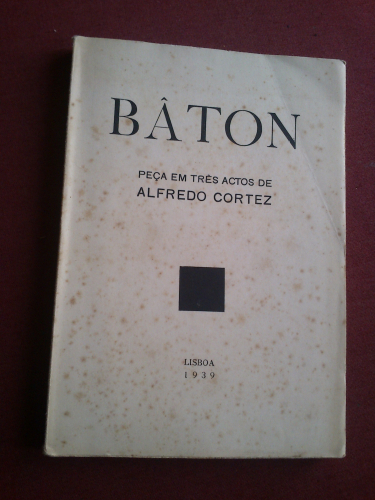 BÂTON
PEÇA EM TRÊS ACTOS DE
ALFREDO CORTEZ
LISBOA
1939